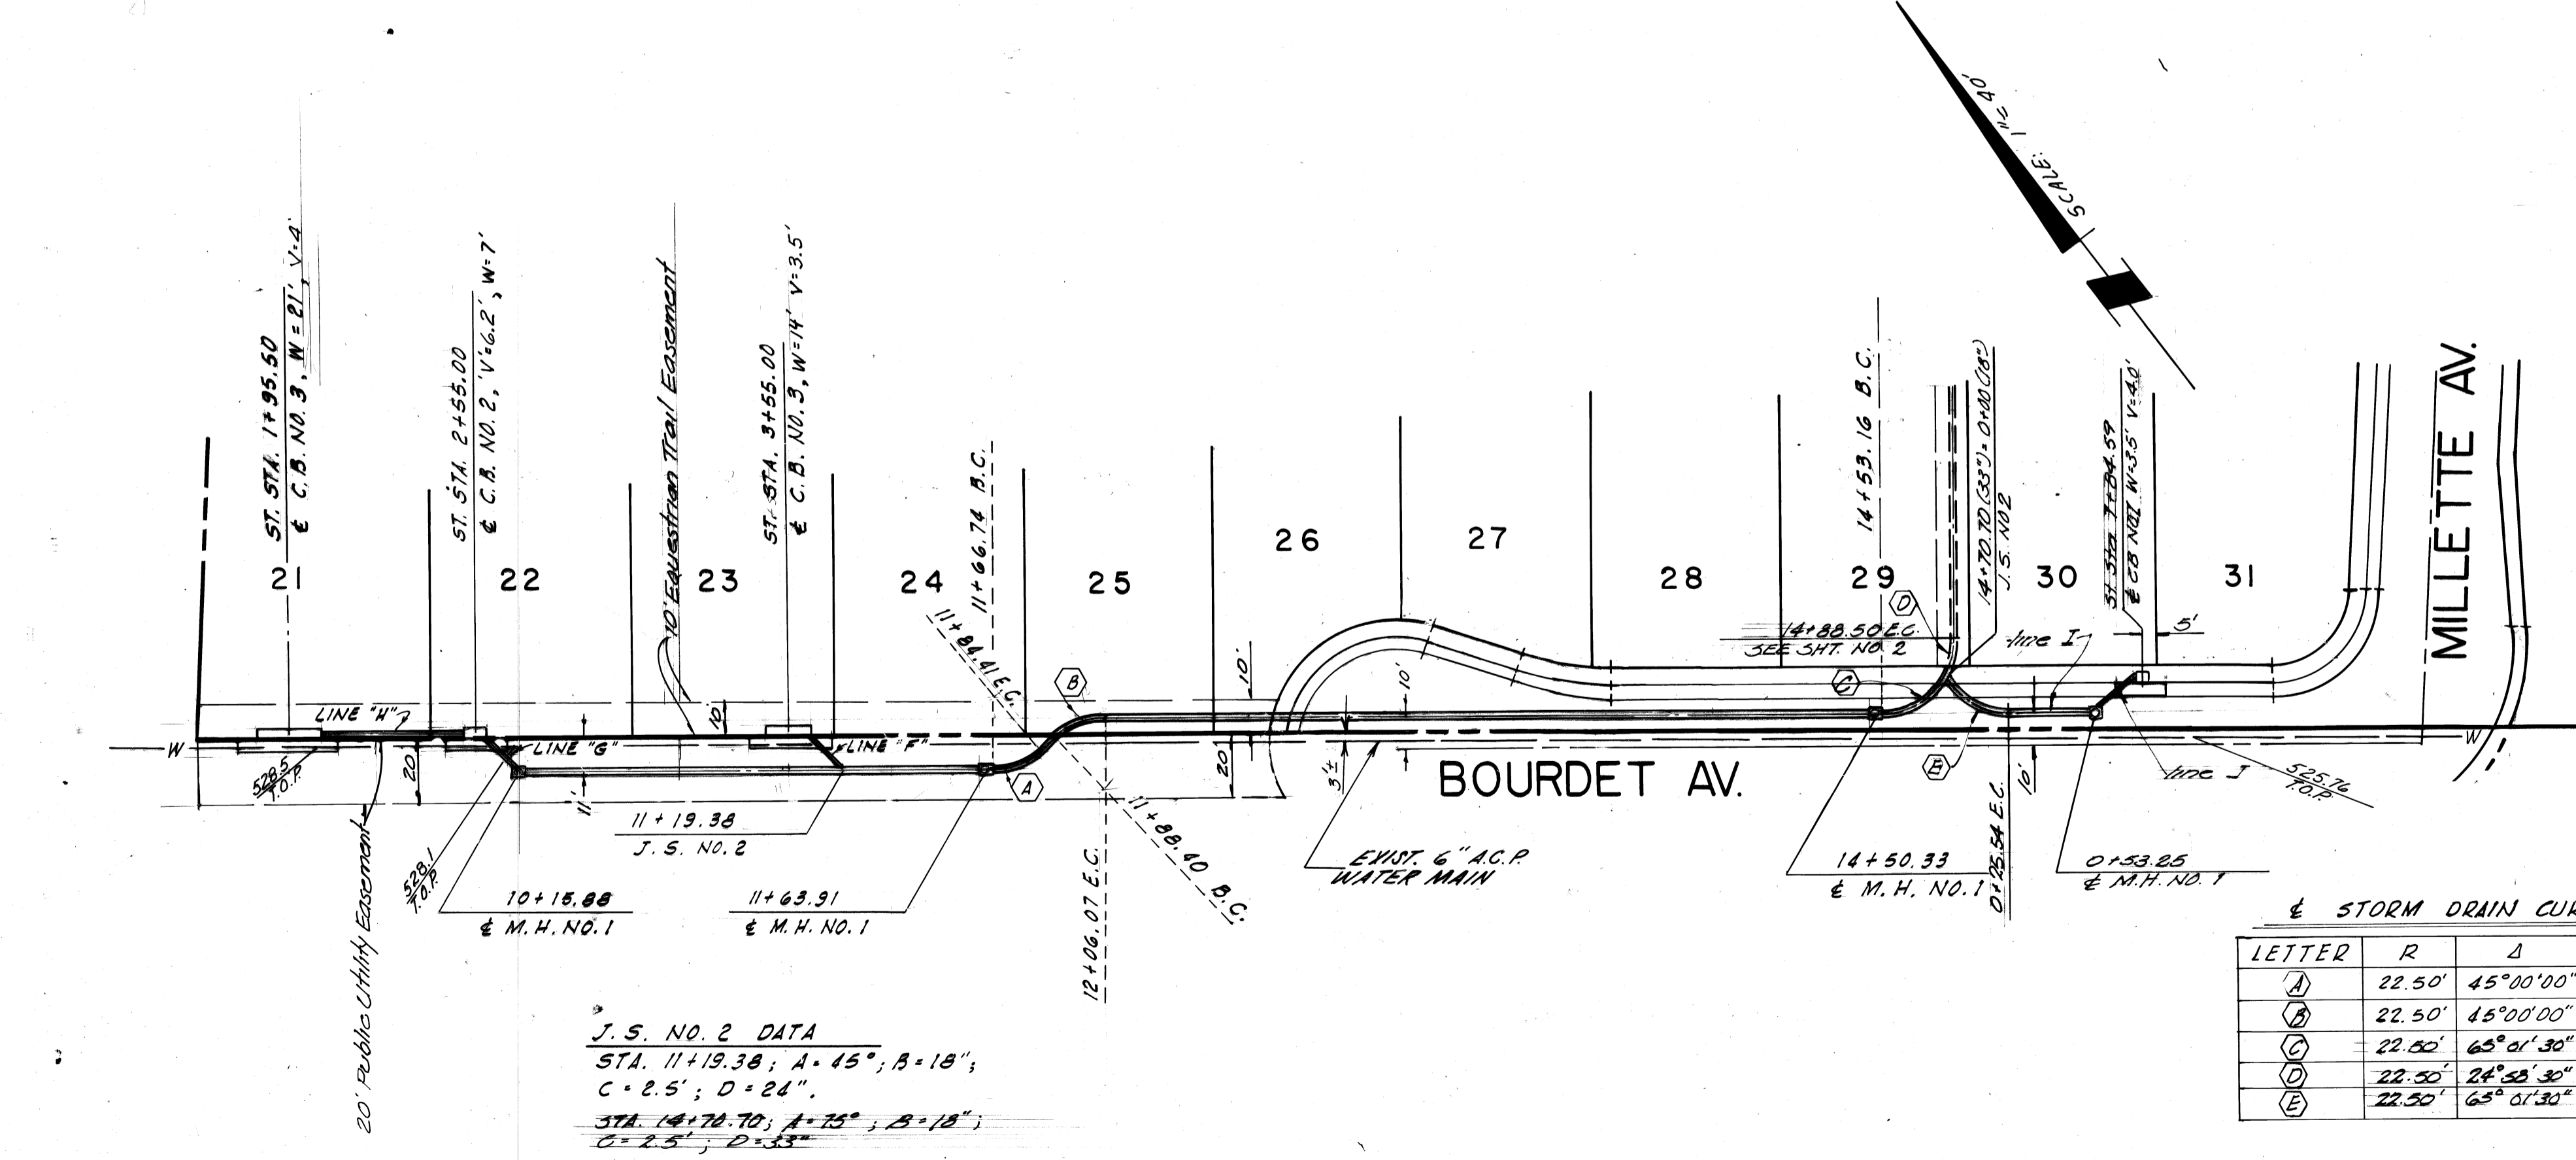 SCALE: 1"= 40'
ST. STA. 1+95.50
℄ C.B. NO. 3, W=21', V=4'
ST. STA. 2+55.00
℄ C.B. NO. 2, V=6.2', W=7'
10' Equestrian Trail Easement
ST. STA. 3+55.00
℄ C.B. NO. 3, W=14' V=3.5'
11+66.74 B.C.
11+84.41 E.C.
14+53.16 B.C.
14+70.70 (33")= 0+00 (18")
J.S. NO 2
℄ CB NO1 W=3.5' V=4.0'
MILLETTE AV.
21
22
23
24
25
26
27
28
29
30
31
14+88.50 E.C.
SEE SHT. NO. 2
line I
5'
D
B
C
10'
10'
10'
LINE "H"
LINE "G"
LINE "F"
W
W
528.5
T.O.P.
20'
11'
A
20'
3'±
BOURDET AV.
E
10'
line J
525.76
T.O.P.
11+19.38
J.S. NO. 2
528.1
T.O.P.
10+15.88
℄ M.H. NO. 1
11+63.91
℄ M.H. NO. 1
11+88.40 B.C.
12+06.07 E.C.
EXIST. 6" A.C.P.
WATER MAIN
14+50.33
℄ M.H. NO. 1
0+25.54 E.C.
0+53.25
℄ M.H. NO. 1
20' Public Utility Easement
J.S. NO. 2 DATA
STA. 11+19.38; A=45°; B=18";
C=2.5'; D=24".
STA. 14+70.70; A=75°; B=18";
C=2.5'; D=33"
℄ STORM DRAIN CUR
LETTER R Δ
A 22.50' 45°00'00"
B 22.50' 45°00'00"
C 22.50' 65°01'30"
D 22.50' 24°58'30"
E 22.50' 65°01'30"